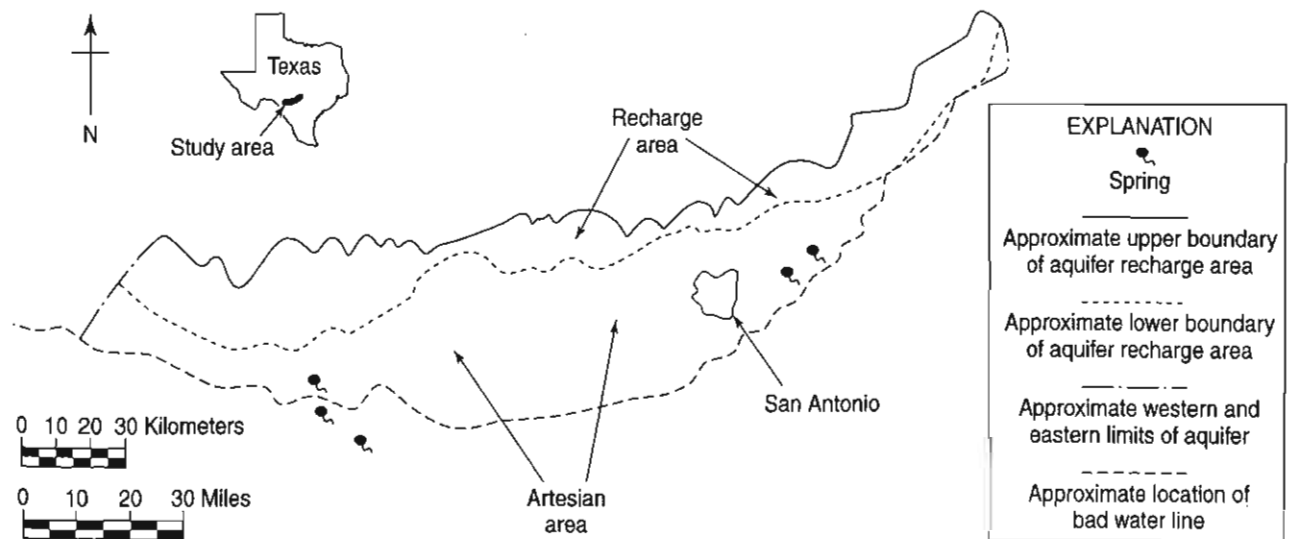 N
Texas
Study area
Recharge
area
San Antonio
Artesian
area
0 10 20 30 Kilometers
0 10 20 30 Miles
EXPLANATION
Spring
Approximate upper boundary
of aquifer recharge area
Approximate lower boundary
of aquifer recharge area
Approximate western and
eastern limits of aquifer
Approximate location of
bad water line